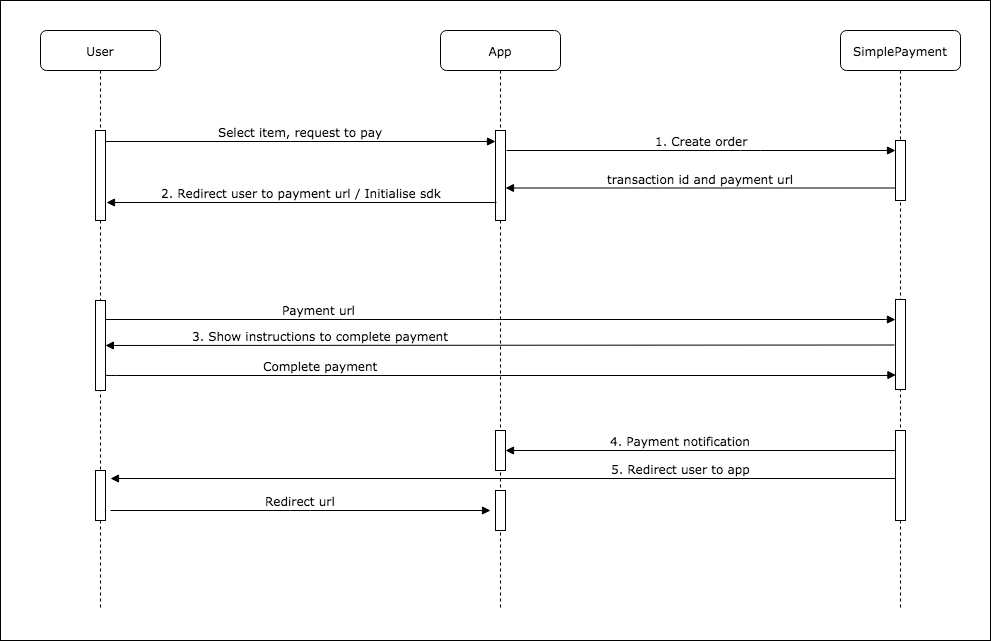 User
App
SimplePayment
Select item, request to pay
1. Create order
transaction id and payment url
2. Redirect user to payment url / Initialise sdk
Payment url
3. Show instructions to complete payment
Complete payment
4. Payment notification
5. Redirect user to app
Redirect url